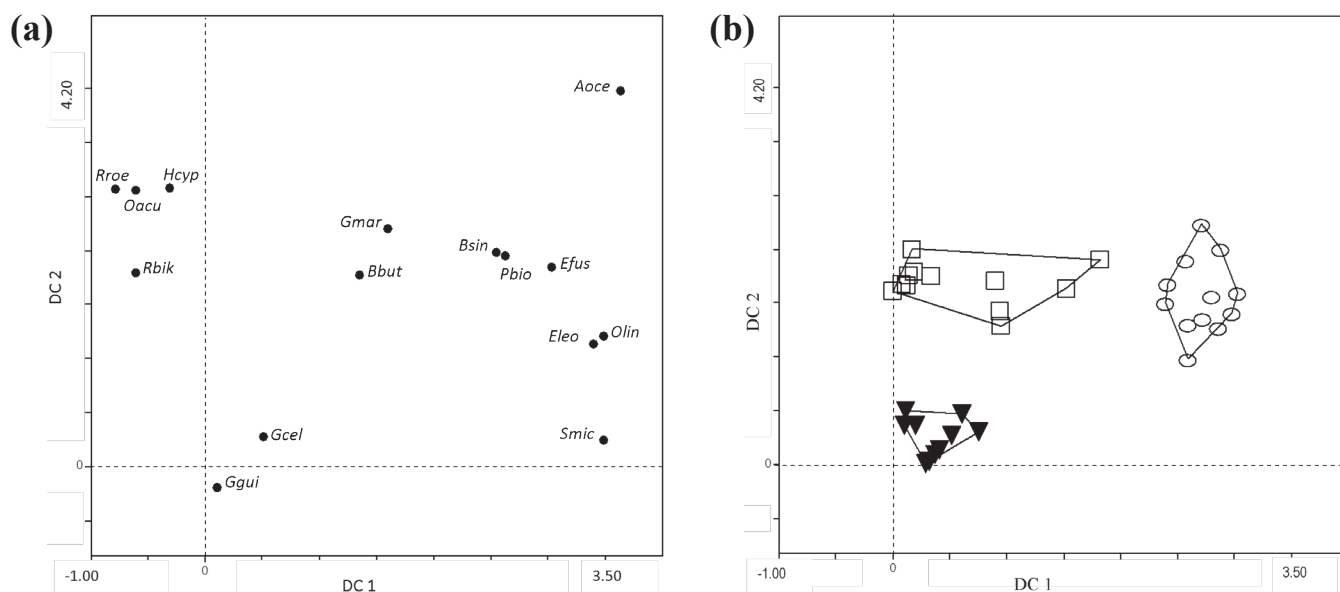 (a)
4.20
Aoce
Rroe
Hcyp
Oacu
Gmar
Bsin
Pbio
Efus
Rbik
Bbut
DC 2
Eleo
Olin
Gcel
Smic
0
Ggui
-1.00
0
DC 1
3.50
(b)
4.20
DC 2
0
-1.00
0
DC 1
3.50